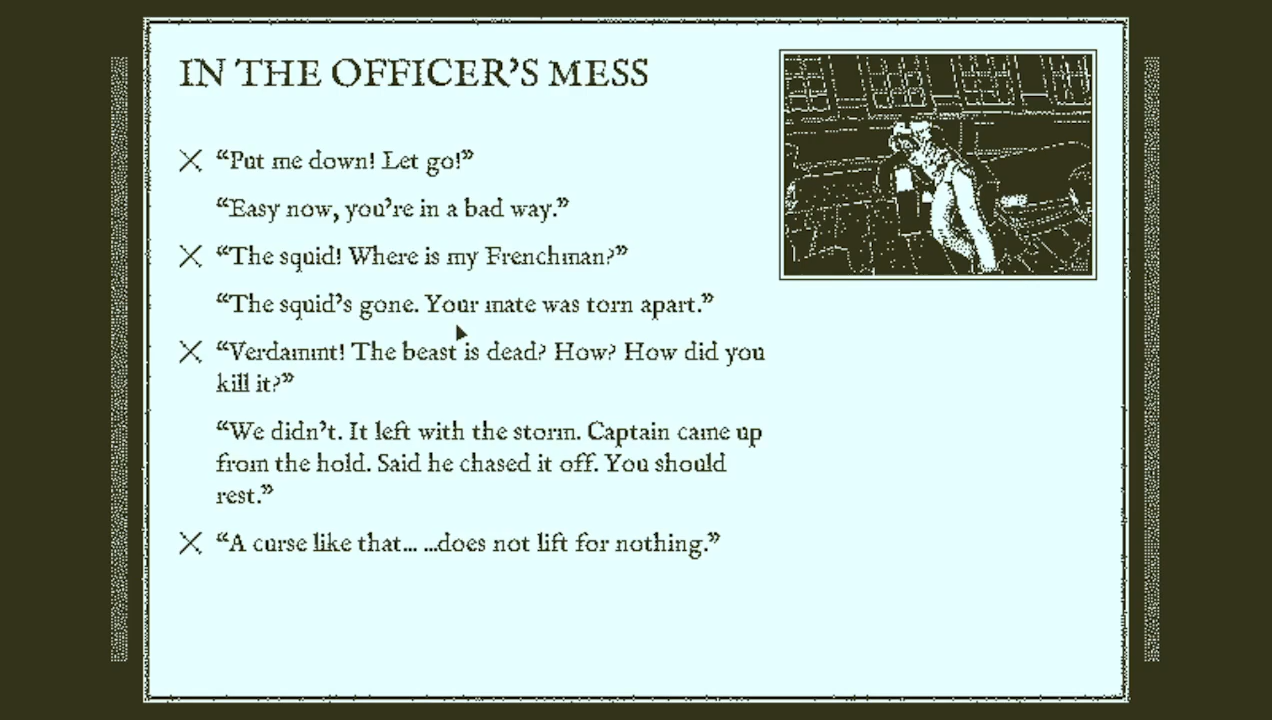 IN THE OFFICER'S MESS
“Put me down! Let go!”
“Easy now, you're in a bad way.”
“The squid! Where is my Frenchman?”
“The squid's gone. Your mate was torn apart.”
“Verdammt! The beast is dead? How? How did you
kill it?”
“We didn't. It left with the storm. Captain came up
from the hold. Said he chased it off. You should
rest.”
“A curse like that... ...does not lift for nothing.”